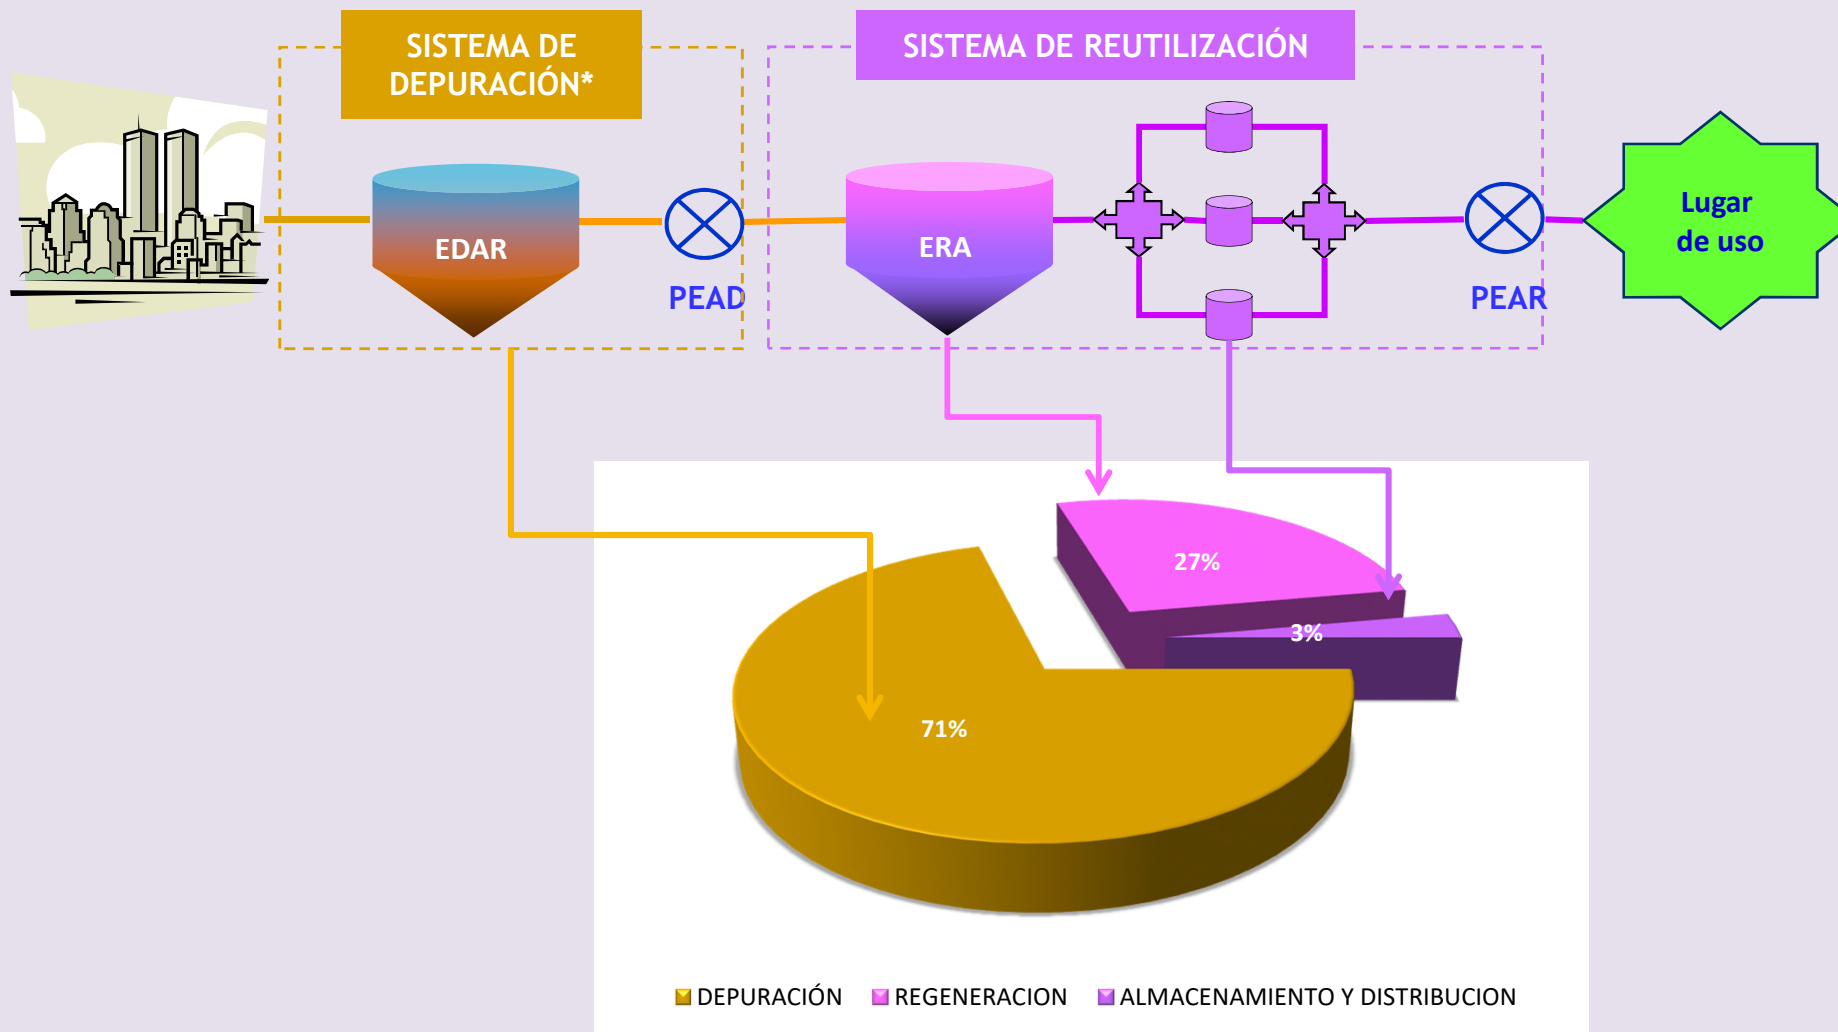 SISTEMA DE
DEPURACIÓN*
SISTEMA DE REUTILIZACIÓN
EDAR
PEAD
ERA
PEAR
Lugar
de uso
27%
3%
71%
DEPURACIÓN
REGENERACION
ALMACENAMIENTO Y DISTRIBUCION